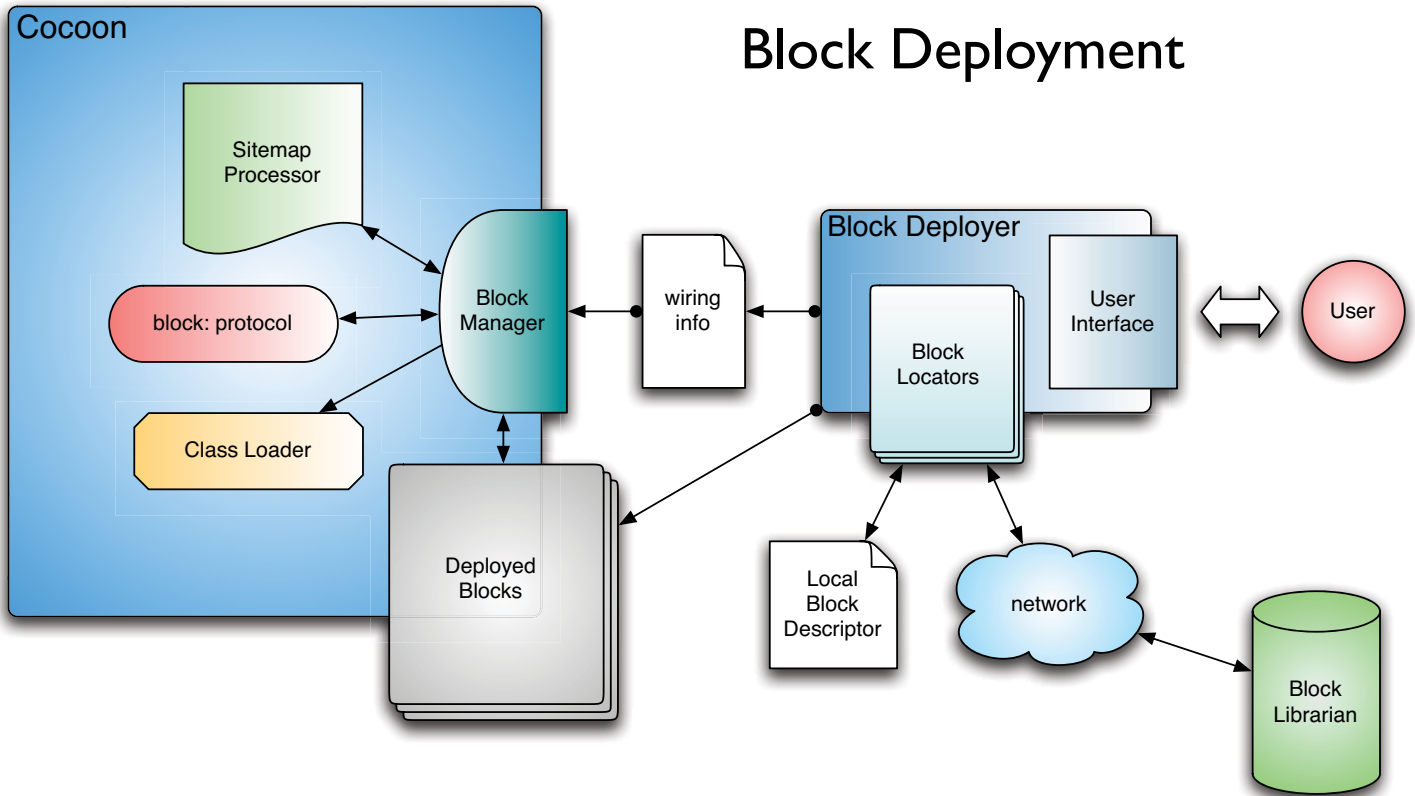 Cocoon
Block Deployment
Sitemap
Processor
block: protocol
Class Loader
Block
Manager
Deployed
Blocks
wiring
info
Block Deployer
Block
Locators
User
Interface
User
Local
Block
Descriptor
network
Block
Librarian